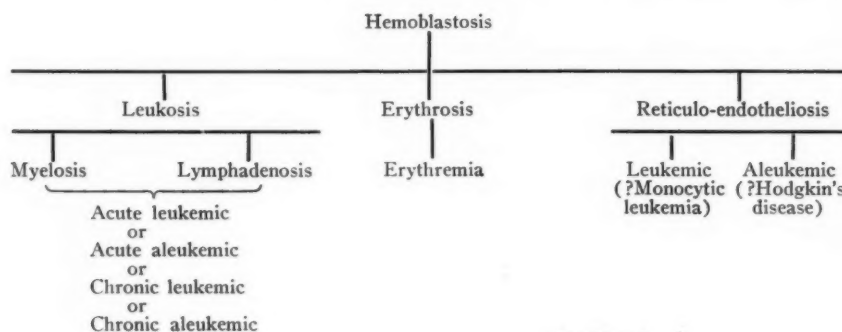 Hemoblastosis
Leukosis Erythrosis Reticulo-endotheliosis
Myelosis Lymphadenosis Erythremia Leukemic Aleukemic
(?Monocytic (?Hodgkin's
leukemia) disease)
Acute leukemic
or
Acute aleukemic
or
Chronic leukemic
or
Chronic aleukemic